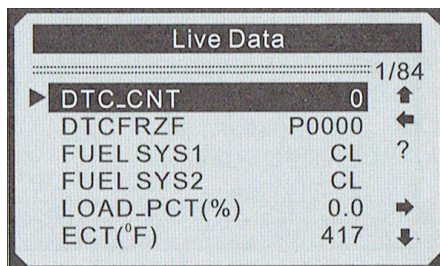 Live Data
1/84
DTC_CNT 0
DTCFRZF P0000
FUEL SYS1 CL
?
FUEL SYS2 CL
LOAD_PCT(%) 0.0
ECT(°F) 417